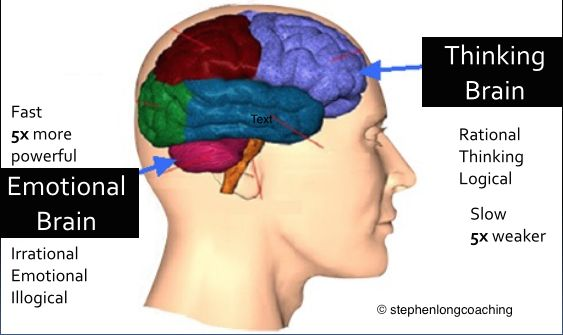 Thinking
Brain
Rational
Thinking
Logical
Slow
5x weaker
Fast
5x more
powerful
Emotional
Brain
Irrational
Emotional
Illogical
Text
© stephenlongcoaching